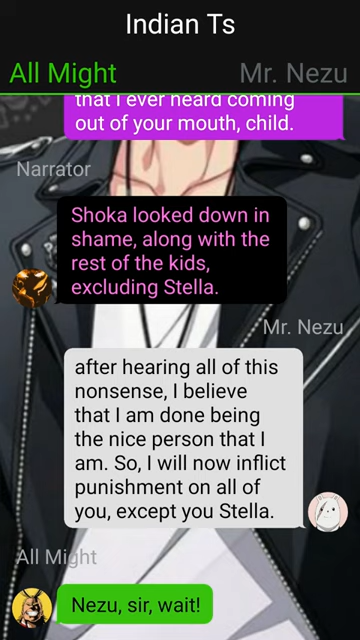 Indian Ts
All Might
Mr. Nezu
that I ever heard coming
out of your mouth, child.
Narrator
Shoka looked down in
shame, along with the
rest of the kids,
excluding Stella.
Mr. Nezu
after hearing all of this
nonsense, I believe
that I am done being
the nice person that I
am. So, I will now inflict
punishment on all of
you, except you Stella.
All Might
Nezu, sir, wait!